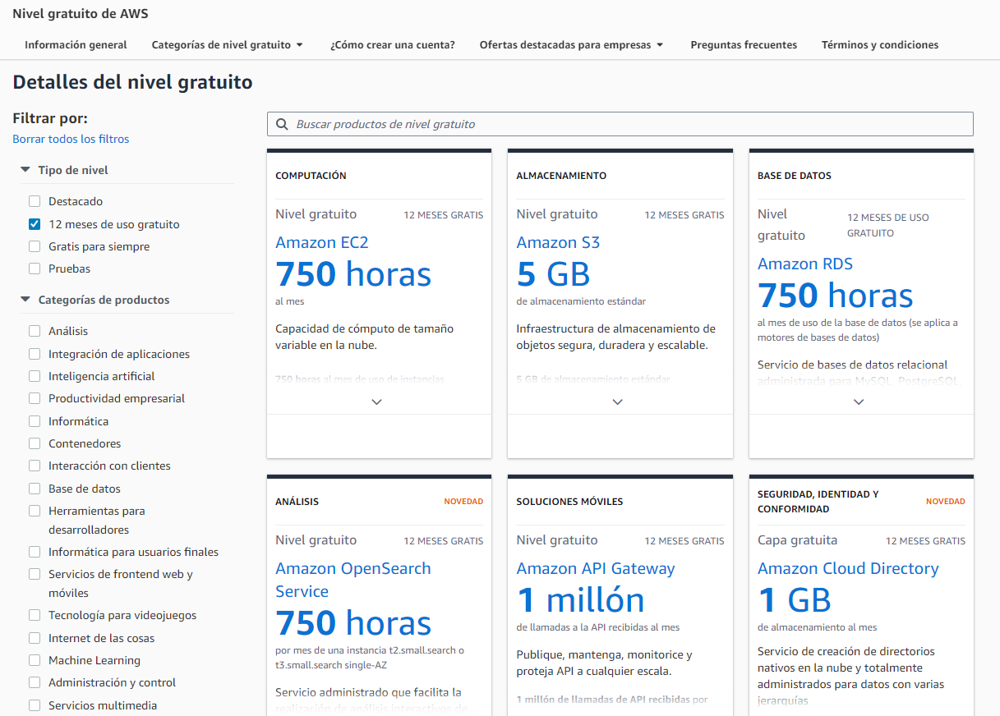 Nivel gratuito de AWS
Información general
Categorías de nivel gratuito
¿Cómo crear una cuenta?
Ofertas destacadas para empresas
Preguntas frecuentes
Términos y condiciones
Detalles del nivel gratuito
Filtrar por:
Borrar todos los filtros
Tipo de nivel
Destacado
12 meses de uso gratuito
Gratis para siempre
Pruebas
Categorías de productos
Análisis
Integración de aplicaciones
Inteligencia artificial
Productividad empresarial
Informática
Contenedores
Interacción con clientes
Base de datos
Herramientas para
desarrolladores
Informática para usuarios finales
Servicios de frontend web y
móviles
Tecnología para videojuegos
Internet de las cosas
Machine Learning
Administración y control
Servicios multimedia
Buscar productos de nivel gratuito
COMPUTACIÓN
Nivel gratuito
12 MESES GRATIS
Amazon EC2
750 horas
al mes
Capacidad de cómputo de tamaño
variable en la nube.
750 horas al mes de uso de instancias
ALMACENAMIENTO
Nivel gratuito
12 MESES GRATIS
Amazon S3
5 GB
de almacenamiento estándar
Infraestructura de almacenamiento de
objetos segura, duradera y escalable.
5 GB de almacenamiento estándar
BASE DE DATOS
Nivel
gratuito
12 MESES DE USO
GRATUITO
Amazon RDS
750 horas
al mes de uso de la base de datos (se aplica a
motores de bases de datos)
Servicio de bases de datos relacional
administrada para MySQL, PostgreSQL,
ANÁLISIS
NOVEDAD
Nivel gratuito
12 MESES GRATIS
Amazon OpenSearch
Service
750 horas
por mes de una instancia t2.small.search o
t3.small.search single-AZ
Servicio administrado que facilita la
realización de análisis interactivos de
SOLUCIONES MÓVILES
Nivel gratuito
12 MESES GRATIS
Amazon API Gateway
1 millón
de llamadas a la API recibidas al mes
Publique, mantenga, monitorice y
proteja API a cualquier escala.
1 millón de llamadas de API recibidas por
SEGURIDAD, IDENTIDAD Y
CONFORMIDAD
NOVEDAD
Capa gratuita
12 MESES GRATIS
Amazon Cloud Directory
1 GB
de almacenamiento al mes
Servicio de creación de directorios
nativos en la nube y totalmente
administrados para datos con varias
jerarquías